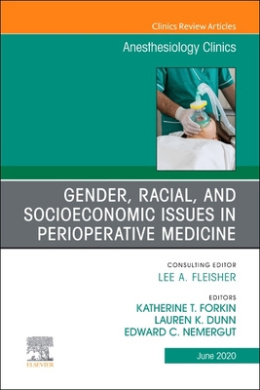 Clinics Review Articles
Anesthesiology Clinics
GENDER, RACIAL, AND
SOCIOECONOMIC ISSUES IN
PERIOPERATIVE MEDICINE
CONSULTING EDITOR
LEE A. FLEISHER
EDITORS
KATHERINE T. FORKIN
LAUREN K. DUNN
EDWARD C. NEMERGUT
ELSEVIER
June 2020